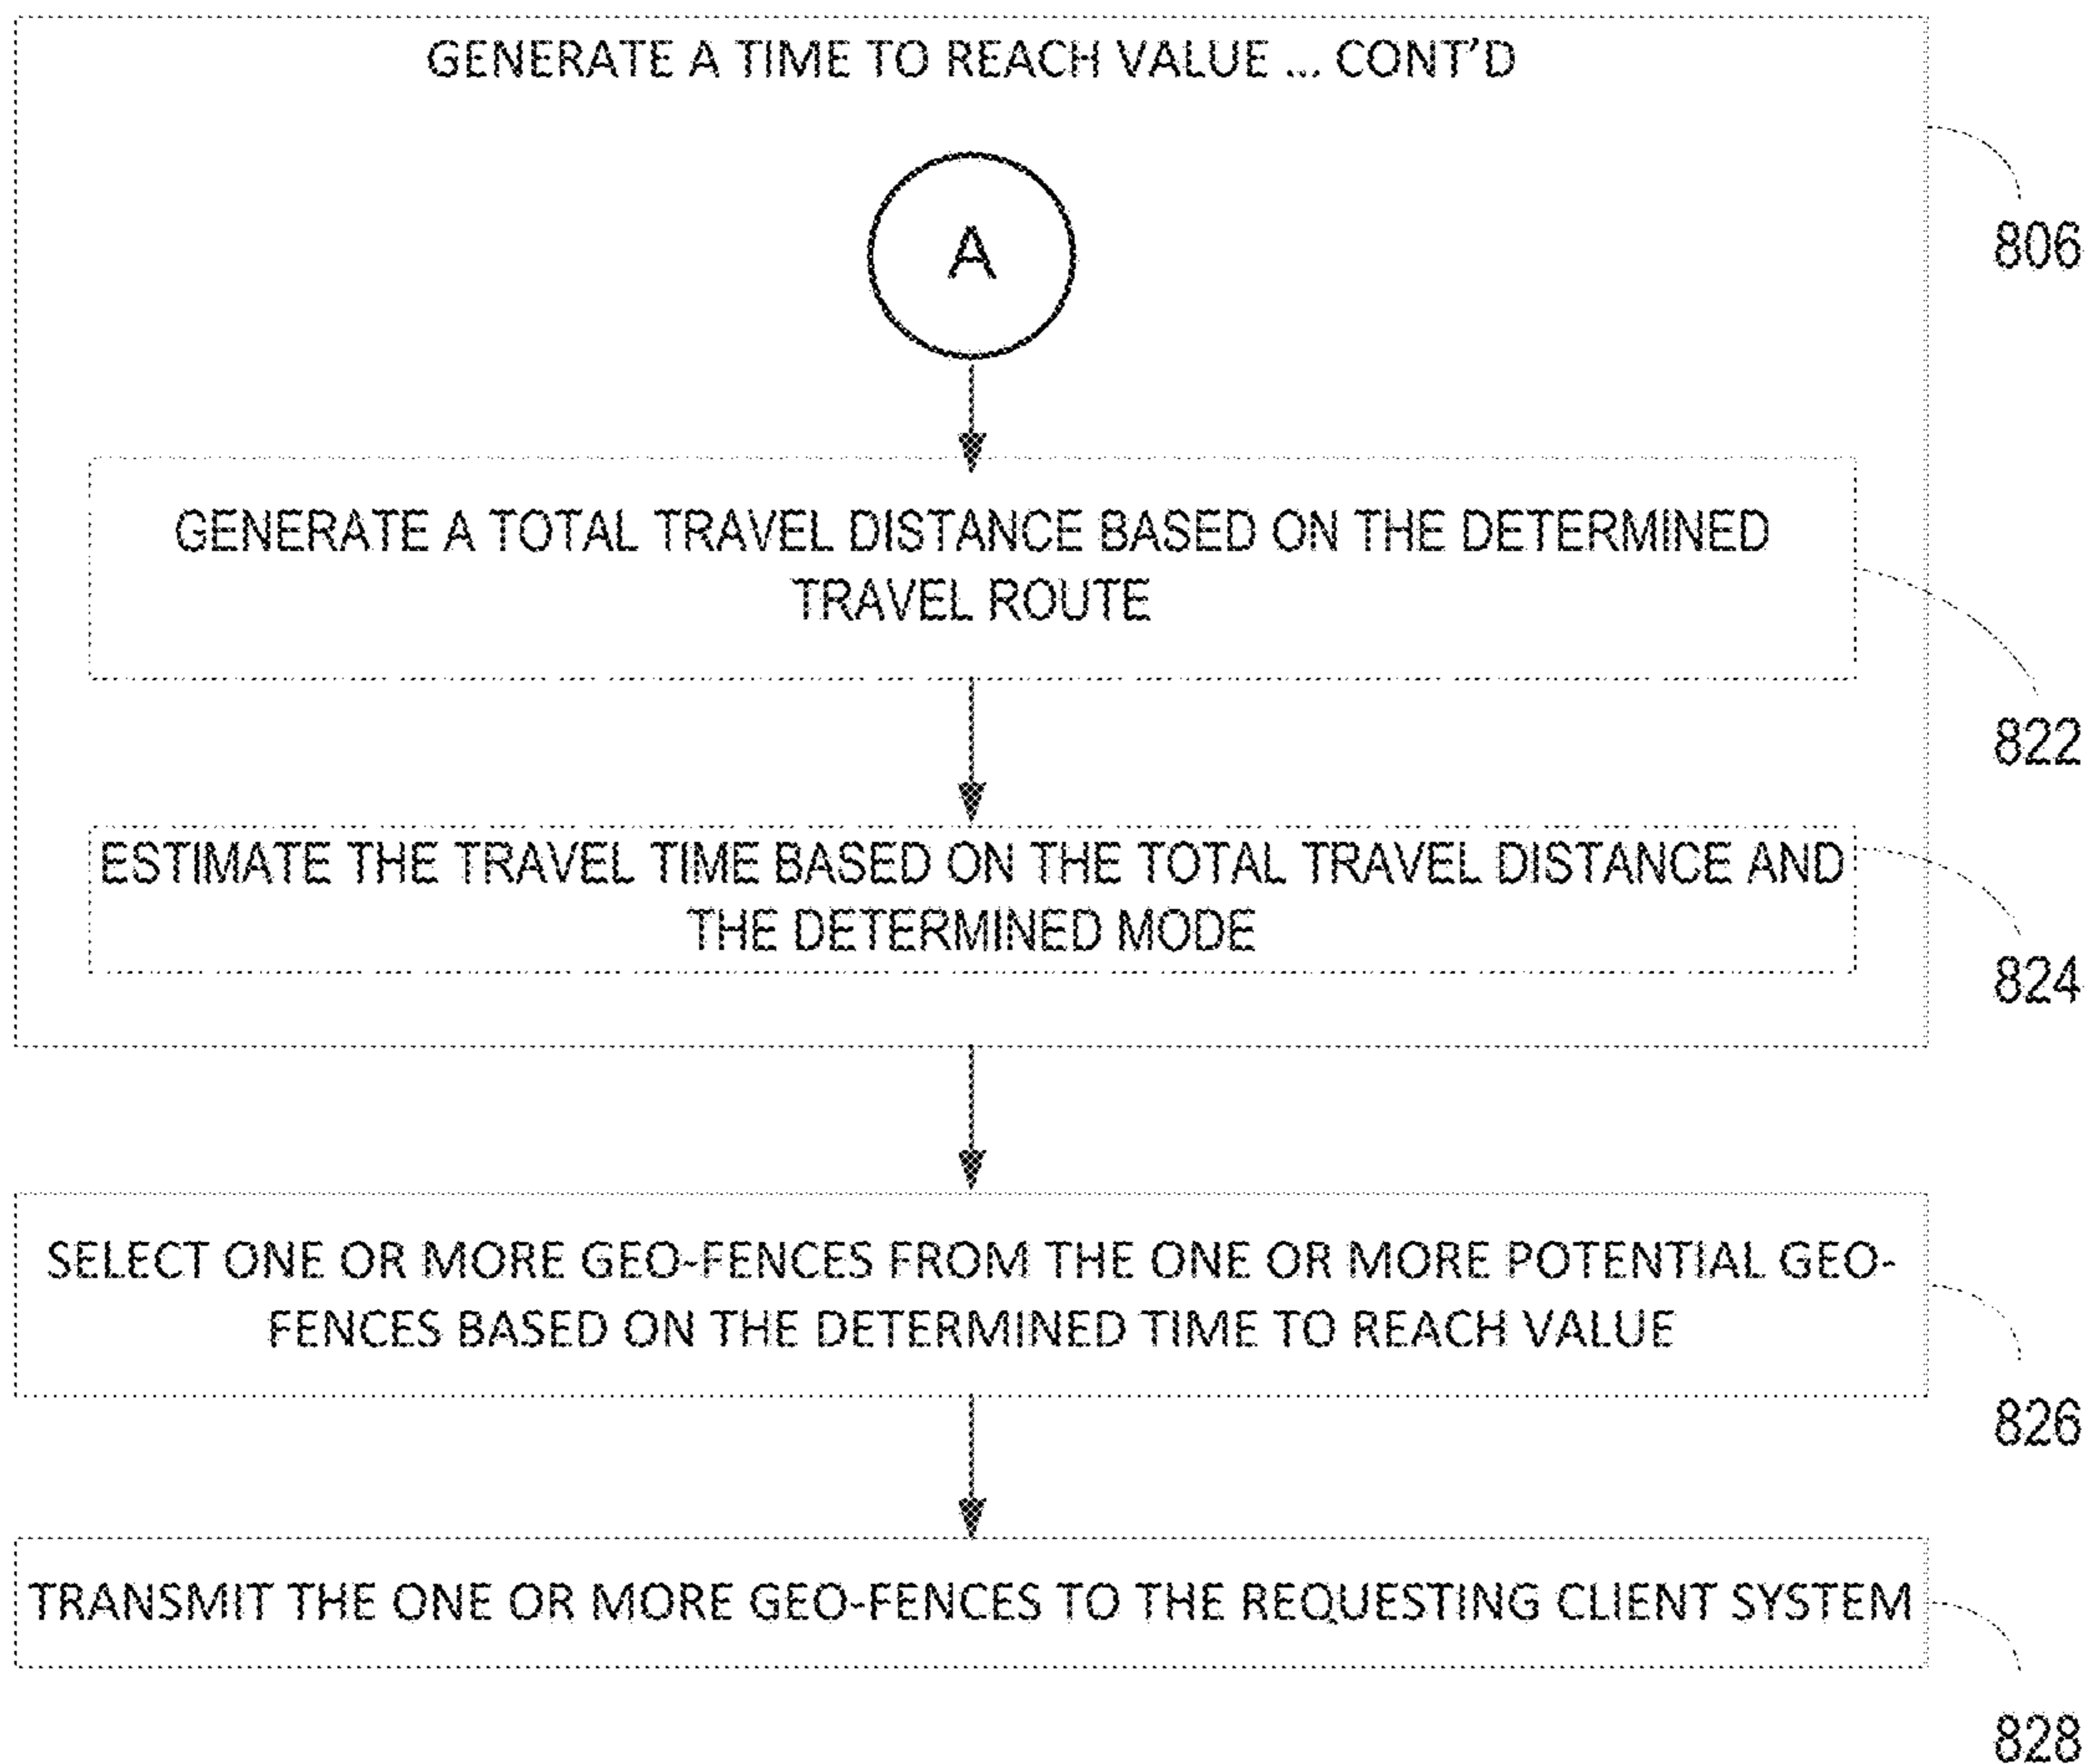 GENERATE A TIME TO REACH VALUE ... CONT'D
A
806
GENERATE A TOTAL TRAVEL DISTANCE BASED ON THE DETERMINED
TRAVEL ROUTE
822
ESTIMATE THE TRAVEL TIME BASED ON THE TOTAL TRAVEL DISTANCE AND
THE DETERMINED MODE
824
SELECT ONE OR MORE GEO-FENCES FROM THE ONE OR MORE POTENTIAL GEO-
FENCES BASED ON THE DETERMINED TIME TO REACH VALUE
826
TRANSMIT THE ONE OR MORE GEO-FENCES TO THE REQUESTING CLIENT SYSTEM
828